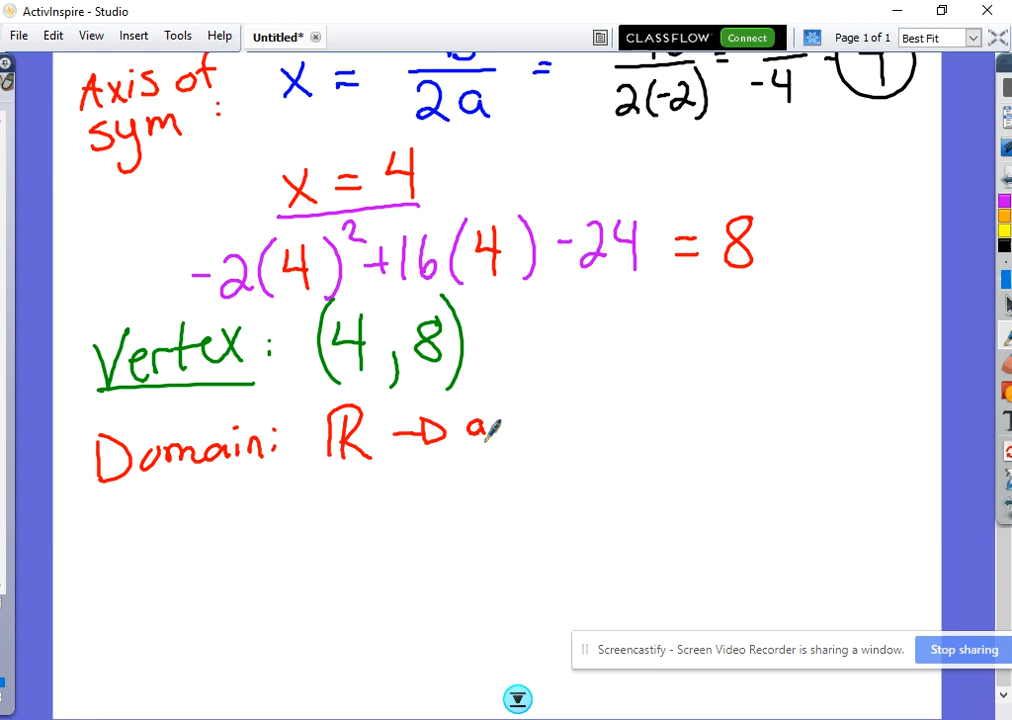 ActivInspire - Studio
File Edit View Insert Tools Help Untitled* CLASSFLOW Connect Page 1 of 1 Best Fit
Axis of
sym :
x = 2a = 2(-2) = -4
x = 4
-2(4)²+16(4) -24 = 8
Vertex: (4, 8)
Domain: ℝ → a
Screencastify - Screen Video Recorder is sharing a window. Stop sharing